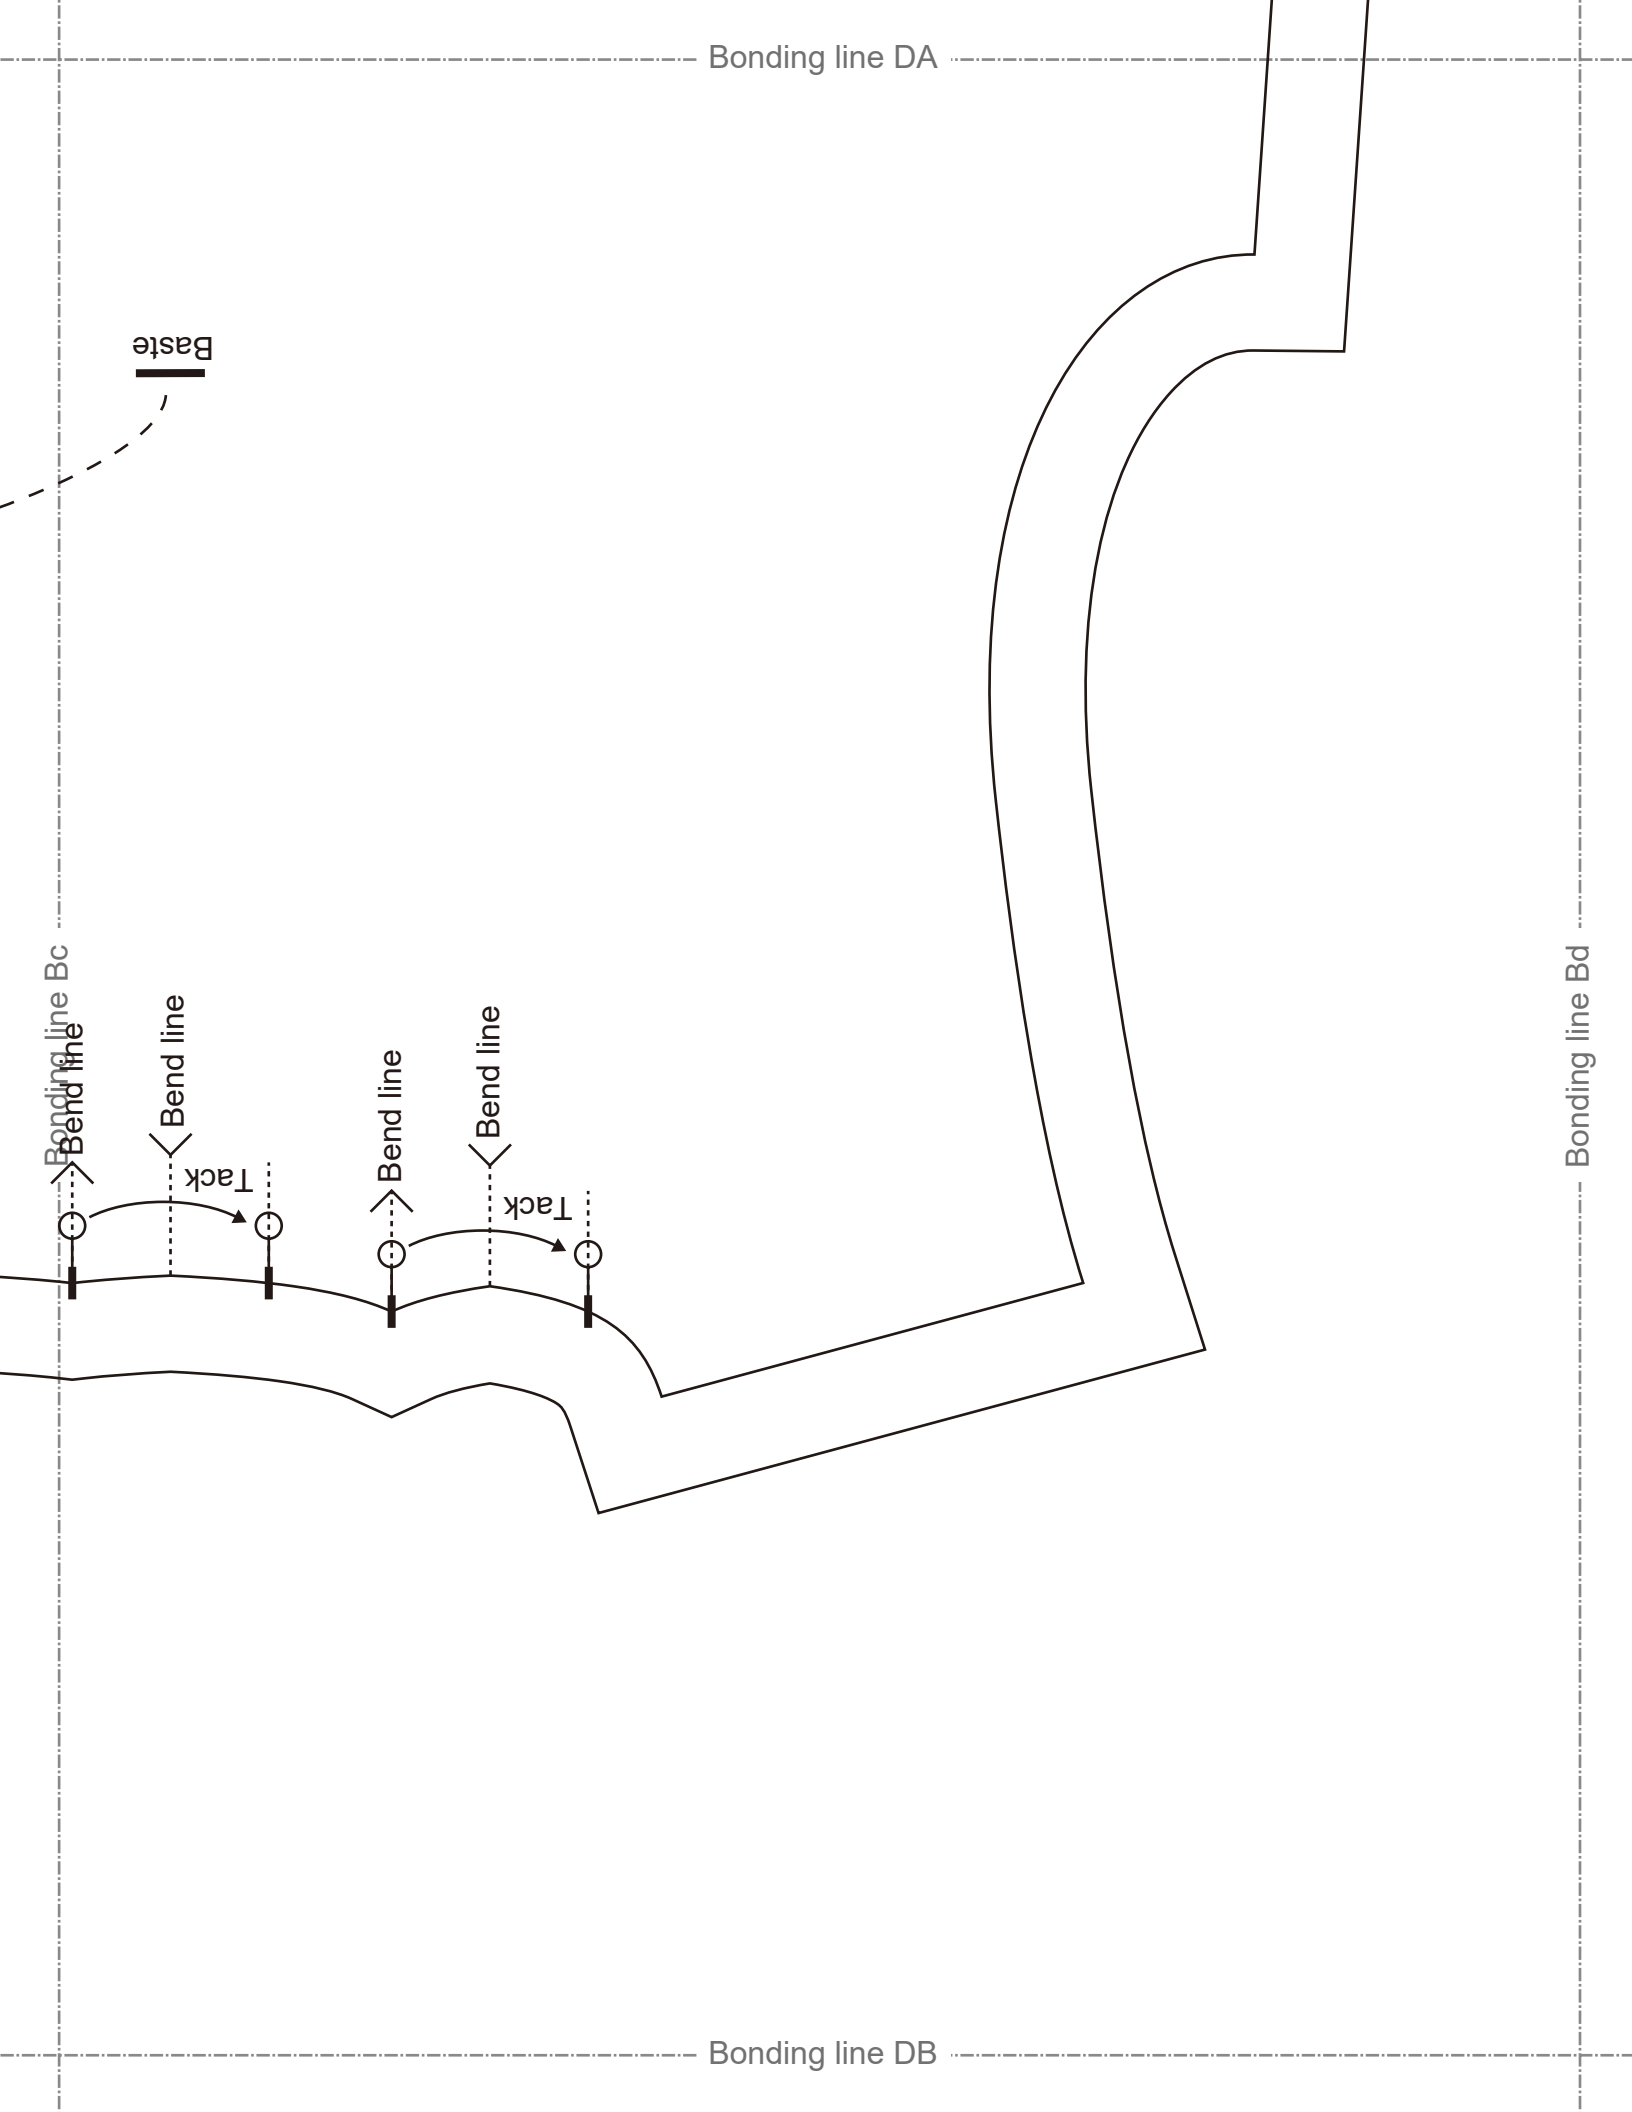 Bonding line DA
Baste
Bonding line Bc
Bend line
Bend line
Bend line
Bend line
Bonding line Bd
Tack
Tack
Bonding line DB